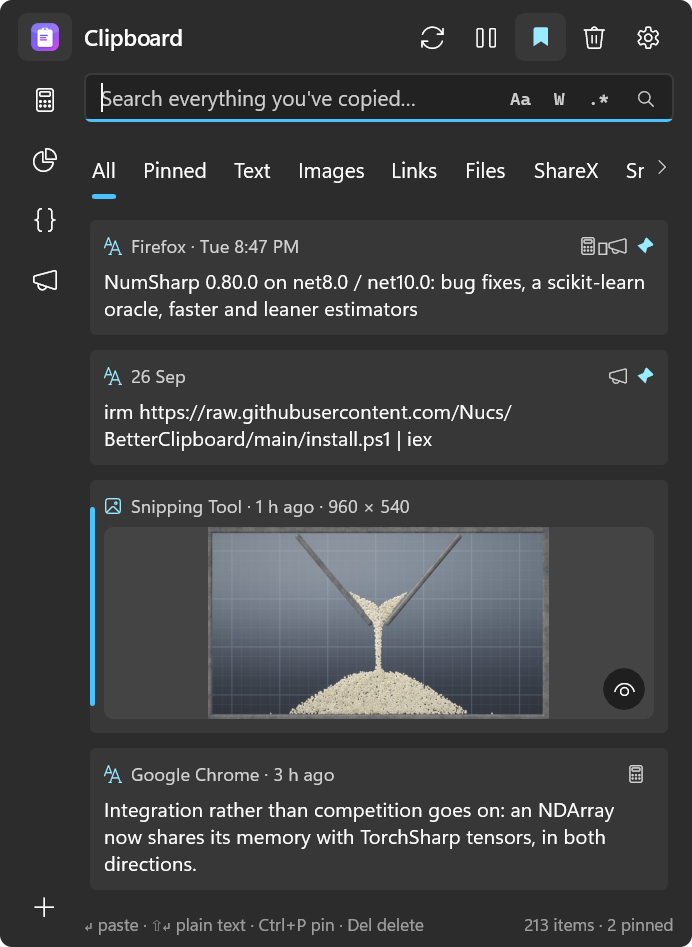 Clipboard
Search everything you've copied...
Aa W .*
All Pinned Text Images Links Files ShareX Sr
Firefox · Tue 8:47 PM
NumSharp 0.80.0 on net8.0 / net10.0: bug fixes, a scikit-learn
oracle, faster and leaner estimators
26 Sep
irm https://raw.githubusercontent.com/Nucs/
BetterClipboard/main/install.ps1 | iex
Snipping Tool · 1 h ago · 960 × 540
Google Chrome · 3 h ago
Integration rather than competition goes on: an NDArray
now shares its memory with TorchSharp tensors, in both
directions.
↵ paste · ⇧↵ plain text · Ctrl+P pin · Del delete
213 items · 2 pinned